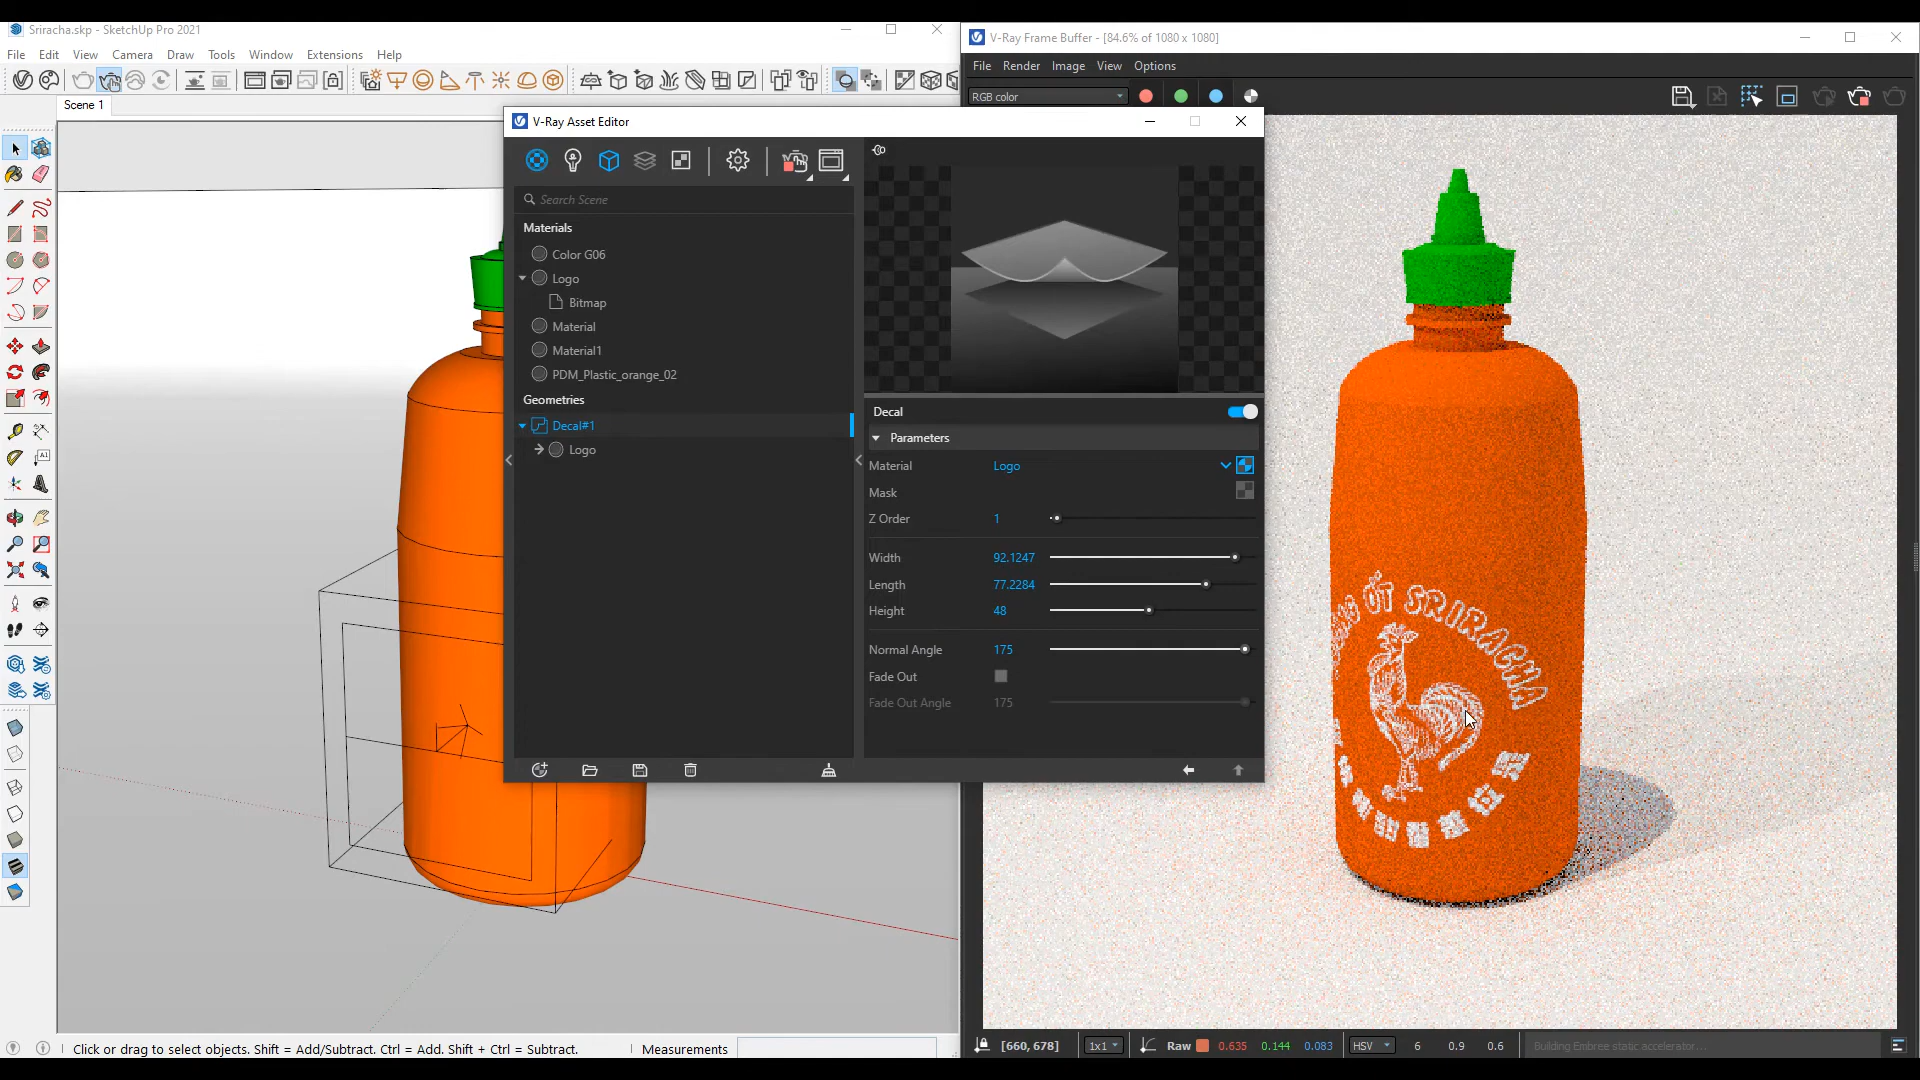 Sriracha.skp - SketchUp Pro 2021
File Edit View Camera Draw Tools Window Extensions Help
Scene 1
V-Ray Frame Buffer - [84.6% of 1080 x 1080]
File Render Image View Options
RGB color
V-Ray Asset Editor
Search Scene
Materials
Color G06
Logo
Bitmap
Material
Material1
PDM_Plastic_orange_02
Geometries
Decal#1
Logo
Decal
Parameters
Material Logo
Mask
Z Order 1
Width 92.1247
Length 77.2284
Height 48
Normal Angle 175
Fade Out
Fade Out Angle 175
ỚT SRIRACHA
Click or drag to select objects. Shift = Add/Subtract. Ctrl = Add. Shift + Ctrl = Subtract.
Measurements
[660, 678] 1x1 Raw 0.635 0.144 0.083 HSV 6 0.9 0.6 Building Embree static accelerator...